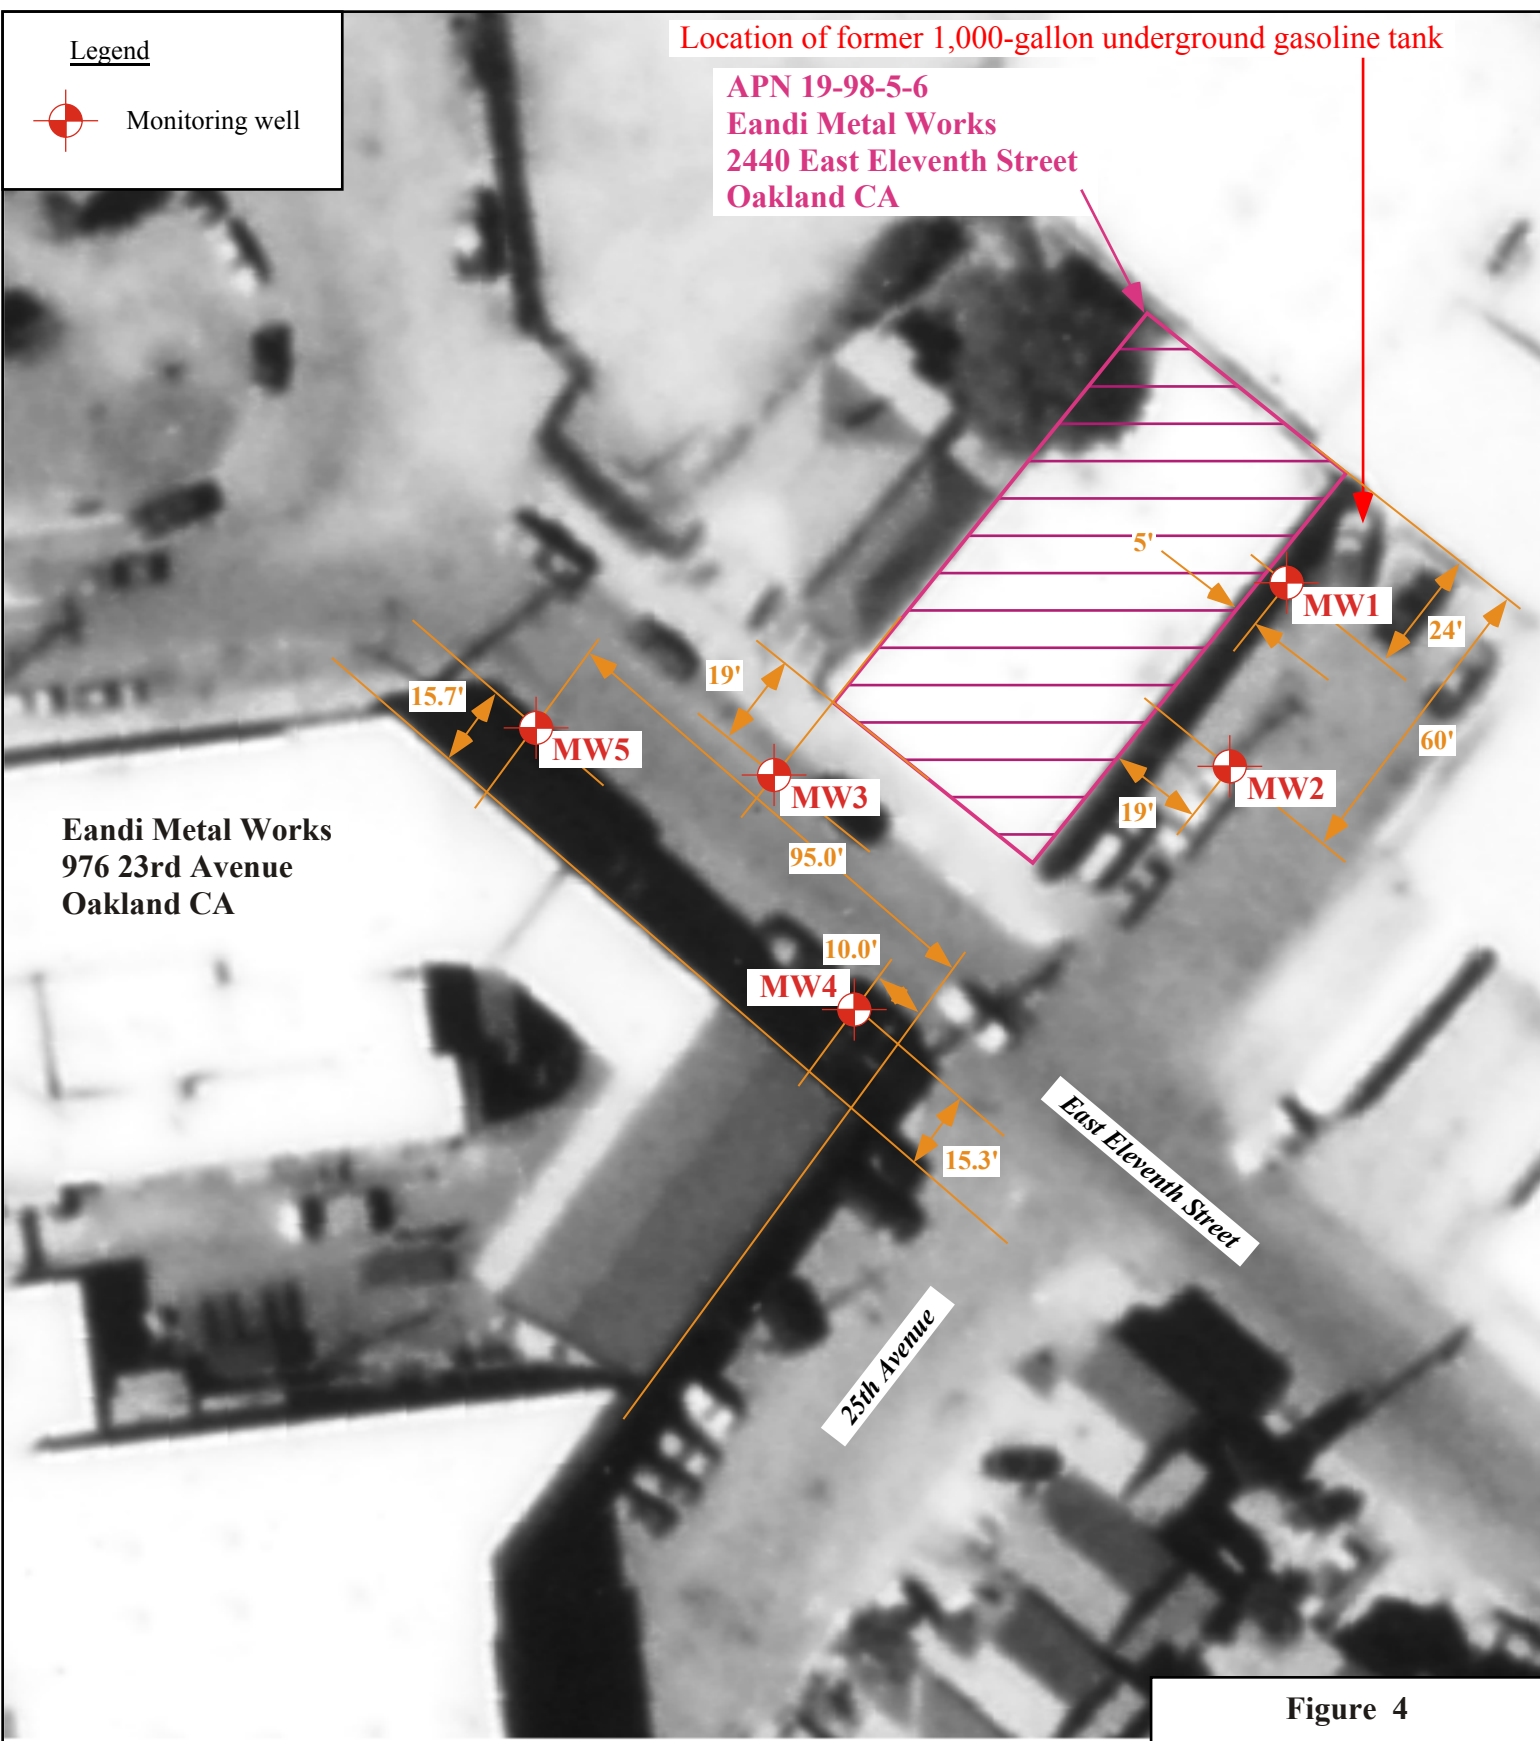 Legend
Monitoring well
Location of former 1,000-gallon underground gasoline tank
APN 19-98-5-6
Eandi Metal Works
2440 East Eleventh Street
Oakland CA
5'
MW1
24'
19'
15.7'
MW5
MW3
60'
MW2
19'
95.0'
Eandi Metal Works
976 23rd Avenue
Oakland CA
10.0'
MW4
15.3'
East Eleventh Street
25th Avenue
Figure 4